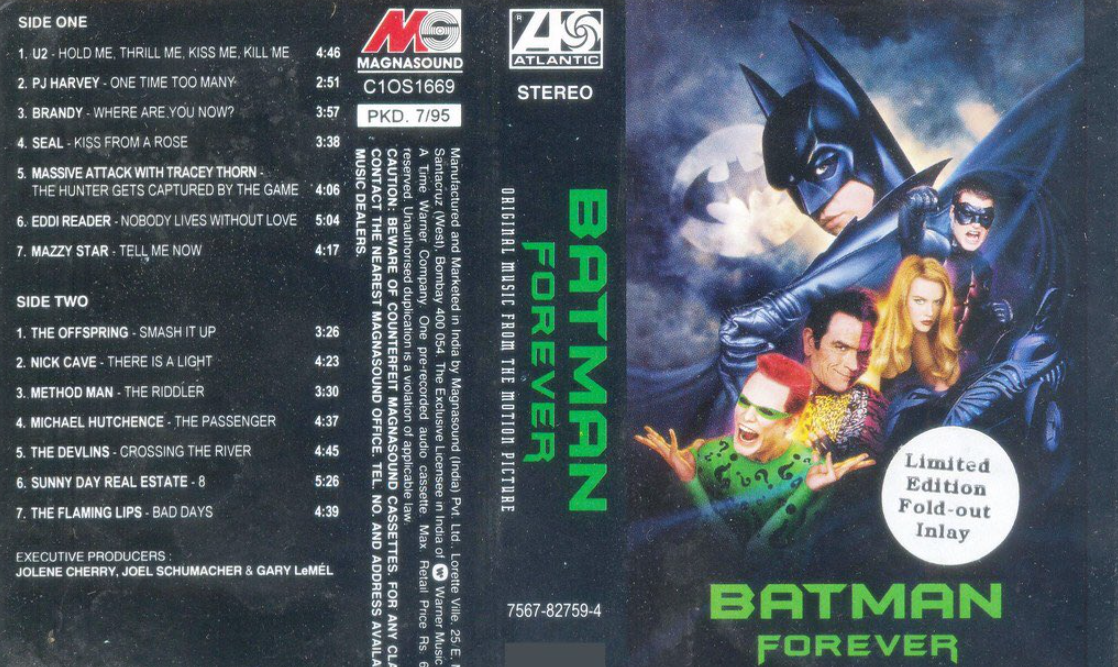 SIDE ONE
1. U2 - HOLD ME, THRILL ME, KISS ME, KILL ME 4:46
2. PJ HARVEY - ONE TIME TOO MANY 2:51
3. BRANDY - WHERE ARE YOU NOW? 3:57
4. SEAL - KISS FROM A ROSE 3:38
5. MASSIVE ATTACK WITH TRACEY THORN -
THE HUNTER GETS CAPTURED BY THE GAME 4:06
6. EDDI READER - NOBODY LIVES WITHOUT LOVE 5:04
7. MAZZY STAR - TELL ME NOW 4:17
SIDE TWO
1. THE OFFSPRING - SMASH IT UP 3:26
2. NICK CAVE - THERE IS A LIGHT 4:23
3. METHOD MAN - THE RIDDLER 3:30
4. MICHAEL HUTCHENCE - THE PASSENGER 4:37
5. THE DEVLINS - CROSSING THE RIVER 4:45
6. SUNNY DAY REAL ESTATE - 8 5:26
7. THE FLAMING LIPS - BAD DAYS 4:39
EXECUTIVE PRODUCERS :
JOLENE CHERRY, JOEL SCHUMACHER & GARY LeMÉL
MG
MAGNASOUND
C1OS1669
PKD. 7/95
Manufactured and Marketed in India by Magnasound (India) Pvt. Ltd., Lorette Ville, 25 E,
Santacruz (West), Bombay 400 054. The Exclusive Licensee in India of Warner Music
A Time Warner Company. One pre-recorded audio cassette. Max. Retail Price Rs.
reserved. Unauthorised duplication is a violation of applicable law.
CAUTION: BEWARE OF COUNTERFEIT MAGNASOUND CASSETTES. FOR ANY
CONTACT THE NEAREST MAGNASOUND OFFICE. TEL. NO. AND ADDRESS
MUSIC DEALERS.
ATLANTIC
STEREO
BATMAN
FOREVER
ORIGINAL MUSIC FROM THE MOTION PICTURE
7567-82759-4
Limited
Edition
Fold-out
Inlay
BATMAN
FOREVER